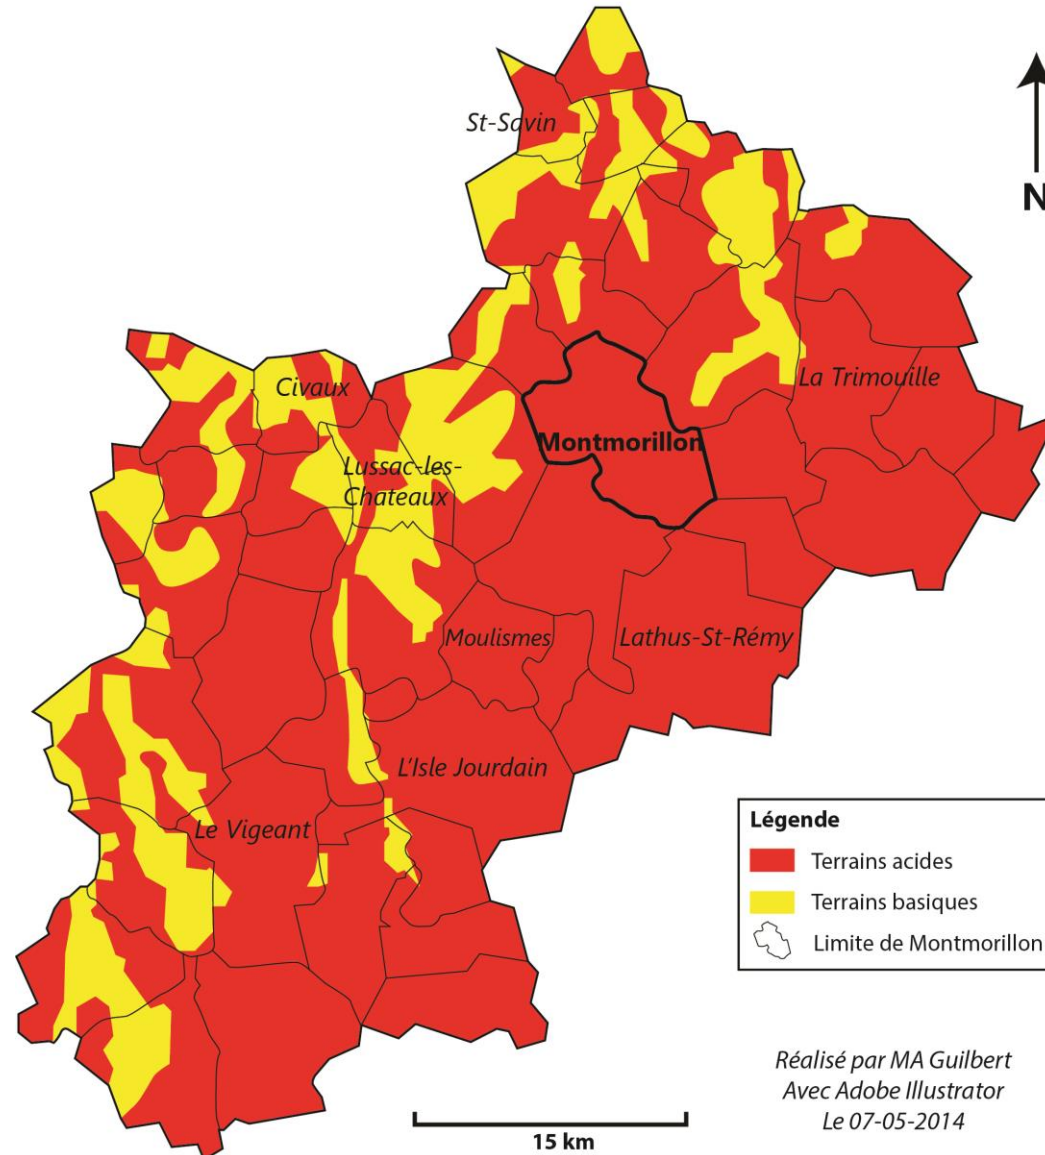 St-Savin
N
Civaux
La Trimouille
Montmorillon
Lussac-les-
Chateaux
Moulismes
Lathus-St-Rémy
L'Isle Jourdain
Le Vigeant
Légende
Terrains acides
Terrains basiques
Limite de Montmorillon
15 km
Réalisé par MA Guilbert
Avec Adobe Illustrator
Le 07-05-2014